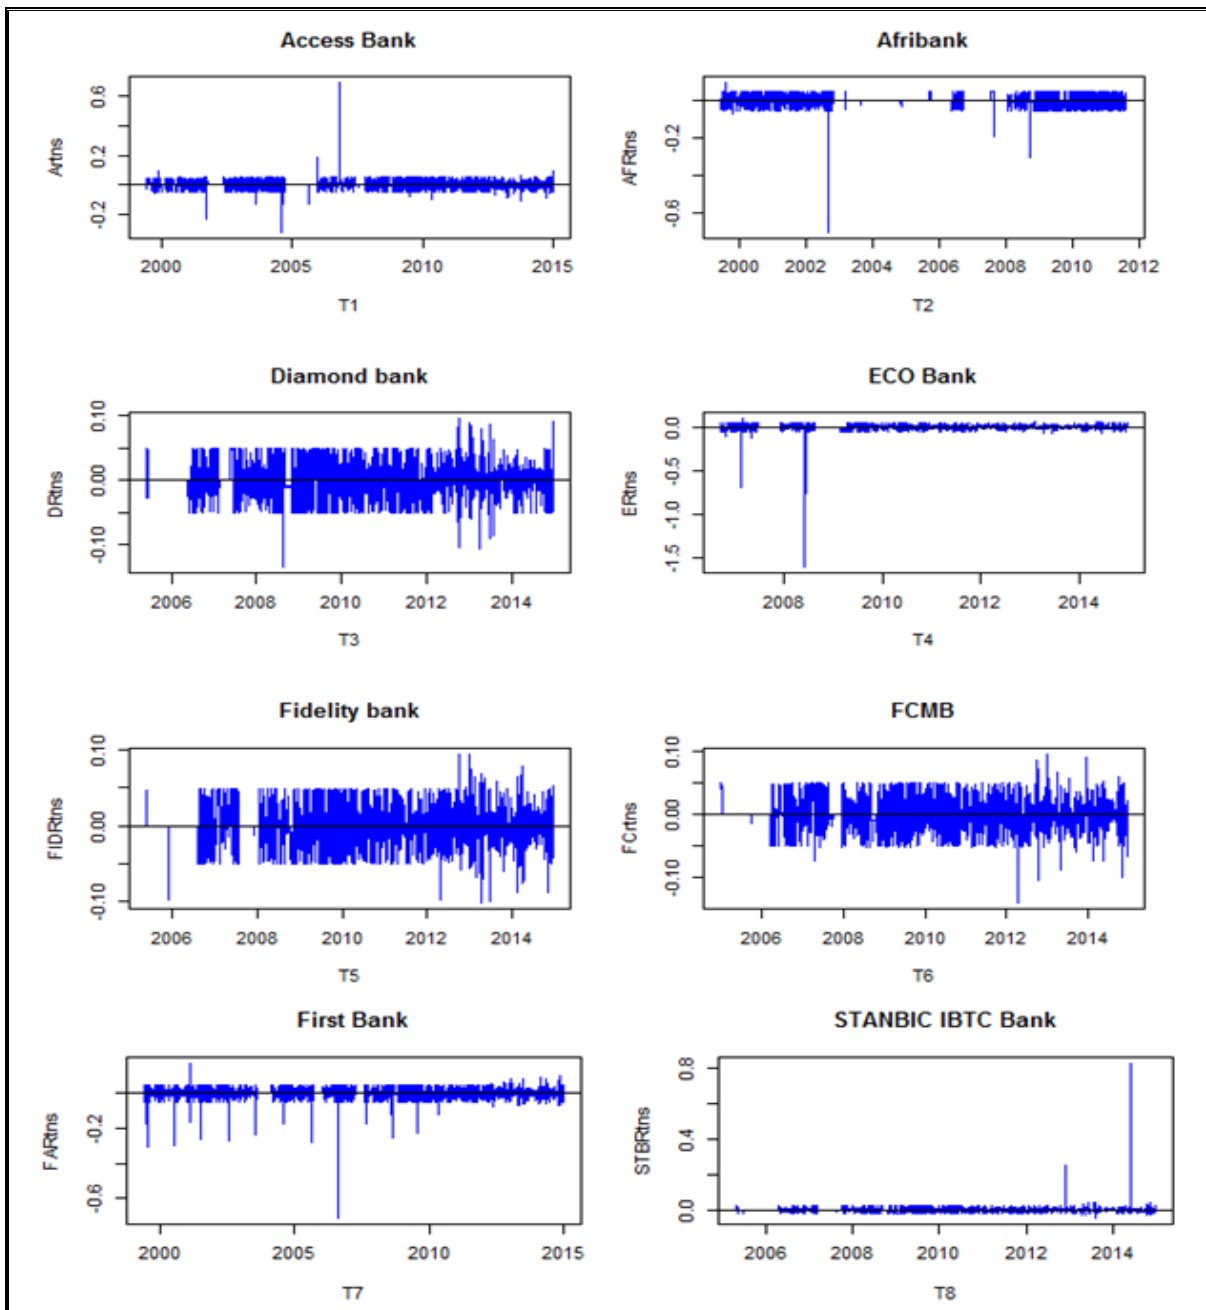 Access Bank
Artns
0.6
0.2
-0.2
2000 2005 2010 2015
T1
Afribank
AFRtns
-0.2
-0.6
2000 2002 2004 2006 2008 2010 2012
T2
Diamond bank
DRtns
0.10
0.00
-0.10
2006 2008 2010 2012 2014
T3
ECO Bank
ERtns
0.0
-0.5
-1.0
-1.5
2008 2010 2012 2014
T4
Fidelity bank
FIDRtns
0.10
0.00
-0.10
2006 2008 2010 2012 2014
T5
FCMB
FCrtns
0.10
0.00
-0.10
2006 2008 2010 2012 2014
T6
First Bank
FARtns
-0.2
-0.6
2000 2005 2010 2015
T7
STANBIC IBTC Bank
STBRtns
0.8
0.4
0.0
2006 2008 2010 2012 2014
T8